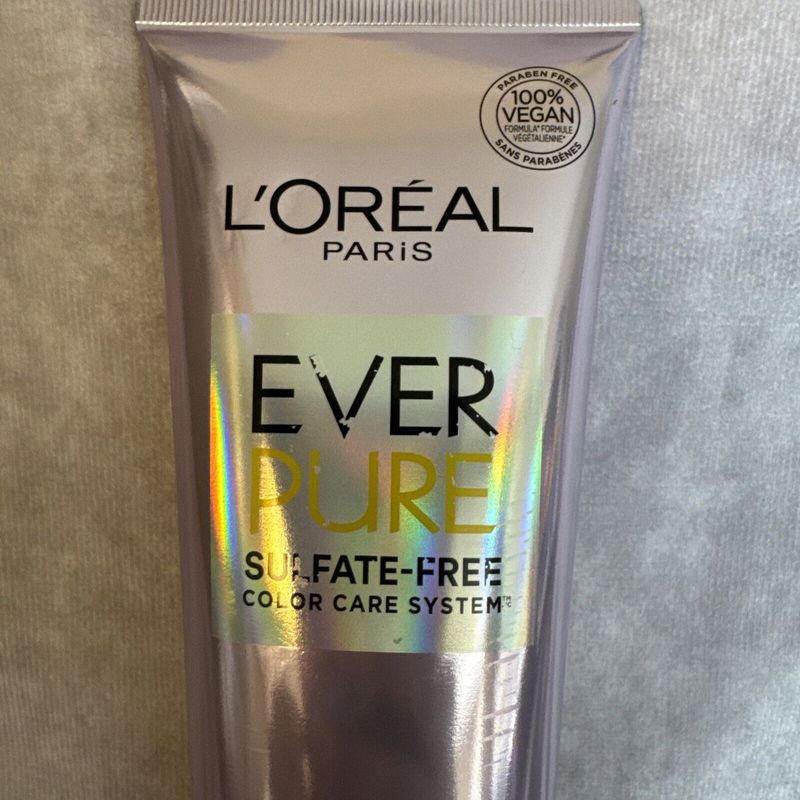 PARABEN FREE
100%
VEGAN
FORMULA* FORMULE
VÉGÉTALIENNE*
SANS PARABÈNES
L'ORÉAL
PARiS
EVER
PURE
SULFATE-FREE
COLOR CARE SYSTEM™